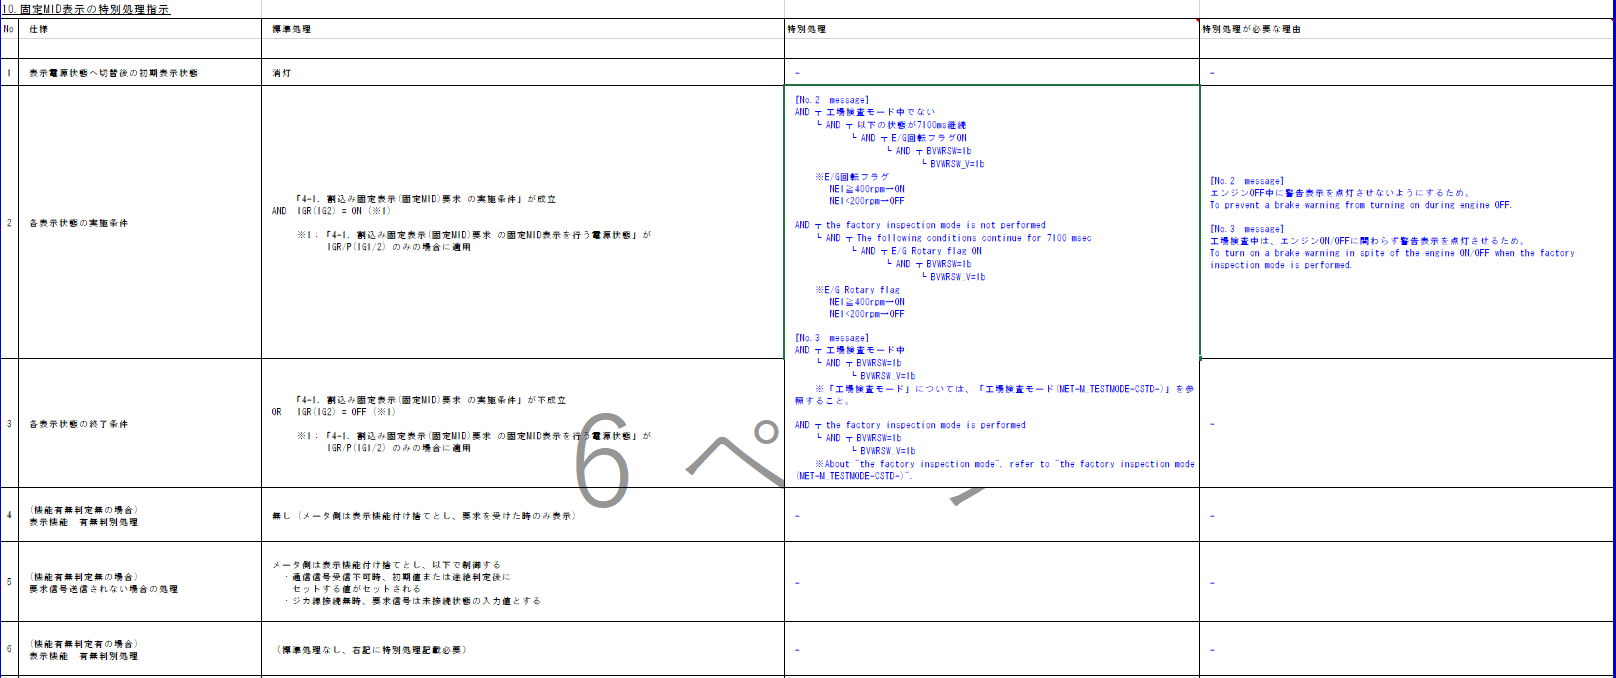 10.固定MID表示の特別処理指示
No 仕様 標準処理 特別処理 特別処理が必要な理由
1 表示電源状態へ切替後の初期表示状態 消灯 - -
2 各表示状態の実施条件
「4-1. 割込み固定表示(固定MID)要求 の実施条件」が成立
AND IGR(IG2) = ON (※1)
※1：「4-1. 割込み固定表示(固定MID)要求 の固定MID表示を行う電源状態」が
IGR/P(IG1/2) のみの場合に適用
[No.2 message]
AND ┬ 工場検査モード中でない
└ AND ┬ 以下の状態が7100ms継続
└ AND ┬ E/G回転フラグON
└ AND ┬ BVWRSW=1b
└ BVWRSW_V=1b
※E/G回転フラグ
NE1≧400rpm→ON
NE1<200rpm→OFF
AND ┬ the factory inspection mode is not performed
└ AND ┬ The following conditions continue for 7100 msec
└ AND ┬ E/G Rotary flag ON
└ AND ┬ BVWRSW=1b
└ BVWRSW_V=1b
※E/G Rotary flag
NE1≧400rpm→ON
NE1<200rpm→OFF
[No.3 message]
AND ┬ 工場検査モード中
└ AND ┬ BVWRSW=1b
└ BVWRSW_V=1b
※「工場検査モード」については、「工場検査モード(MET-M_TESTMODE-CSTD-)」を参
照すること。
AND ┬ the factory inspection mode is performed
└ AND ┬ BVWRSW=1b
└ BVWRSW_V=1b
※About "the factory inspection mode", refer to "the factory inspection mode
(MET-M_TESTMODE-CSTD-)".
[No.2 message]
エンジンOFF中に警告表示を点灯させないようにするため。
To prevent a brake warning from turning on during engine OFF.
[No.3 message]
工場検査中は、エンジンON/OFFに関わらず警告表示を点灯させるため。
To turn on a brake warning in spite of the engine ON/OFF when the factory
inspection mode is performed.
3 各表示状態の終了条件
「4-1. 割込み固定表示(固定MID)要求 の実施条件」が不成立
OR IGR(IG2) = OFF (※1)
※1：「4-1. 割込み固定表示(固定MID)要求 の固定MID表示を行う電源状態」が
IGR/P(IG1/2) のみの場合に適用
-
6 ペ
4 (機能有無判定無の場合)
表示機能 有無判別処理
無し (メータ側は表示機能付け捨てとし、要求を受けた時のみ表示)
- -
5 (機能有無判定無の場合)
要求信号送信されない場合の処理
メータ側は表示機能付け捨てとし、以下で制御する
・通信信号受信不可時、初期値または途絶判定後に
セットする値がセットされる
・ジカ線接続無時、要求信号は未接続状態の入力値とする
- -
6 (機能有無判定有の場合)
表示機能 有無判別処理
(標準処理なし、右記に特別処理記載必要)
- -